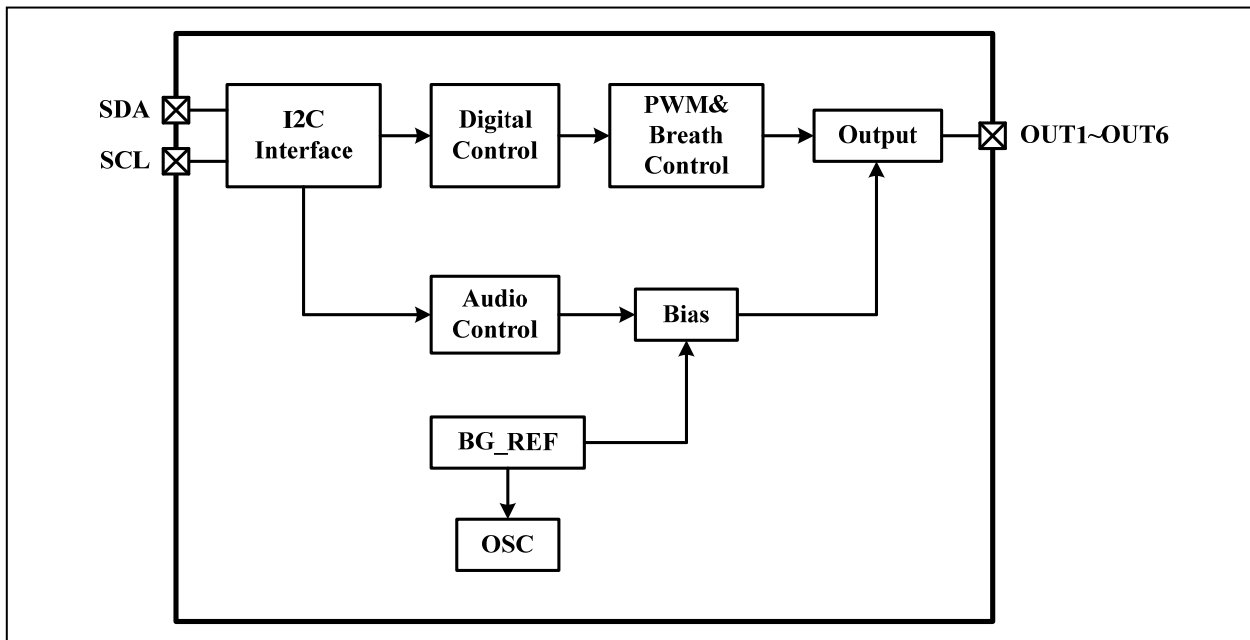 SDA
SCL
I2C
Interface
Digital
Control
PWM&
Breath
Control
Output
OUT1~OUT6
Audio
Control
Bias
BG_REF
OSC